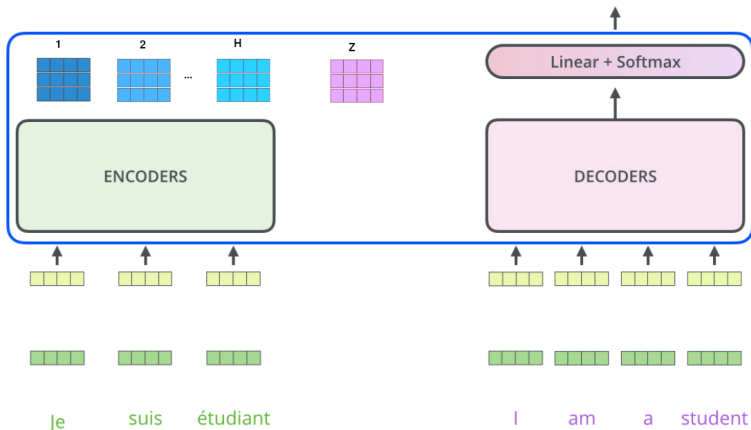 1 2 H Z
...
Linear + Softmax
ENCODERS DECODERS
Je suis étudiant I am a student